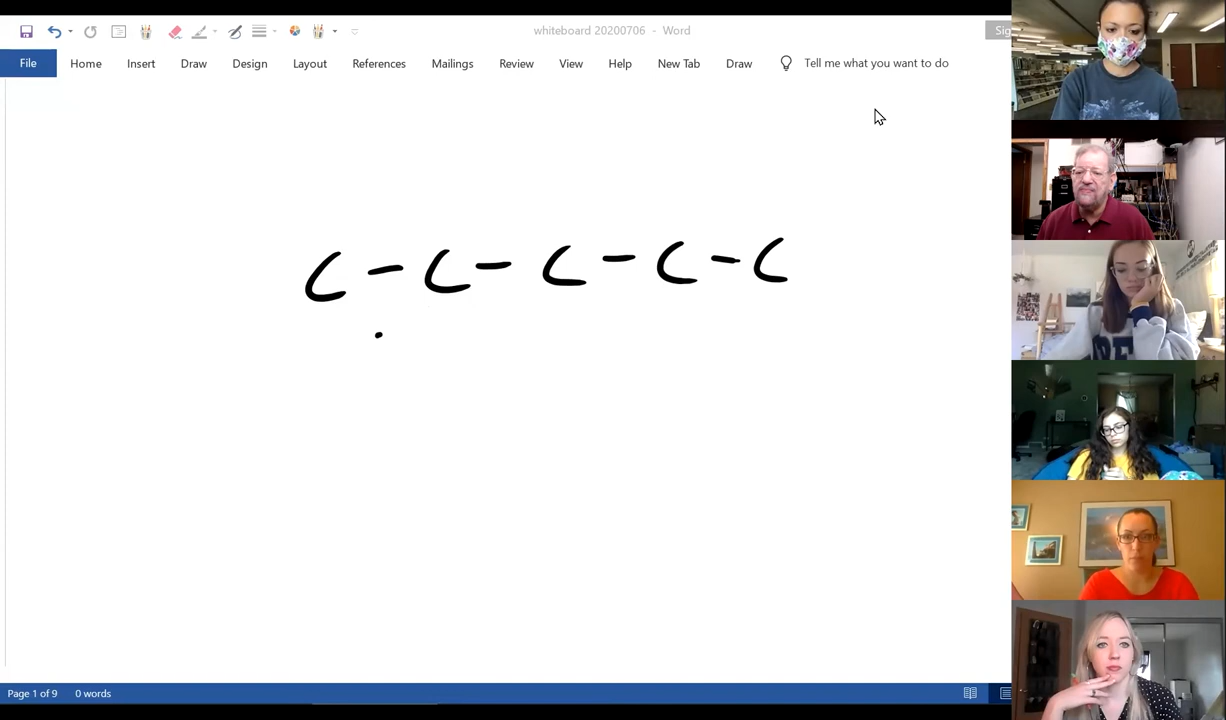 whiteboard 20200706 - Word
File Home Insert Draw Design Layout References Mailings Review View Help New Tab Draw Tell me what you want to do
C - C - C - C - C
Page 1 of 9 0 words